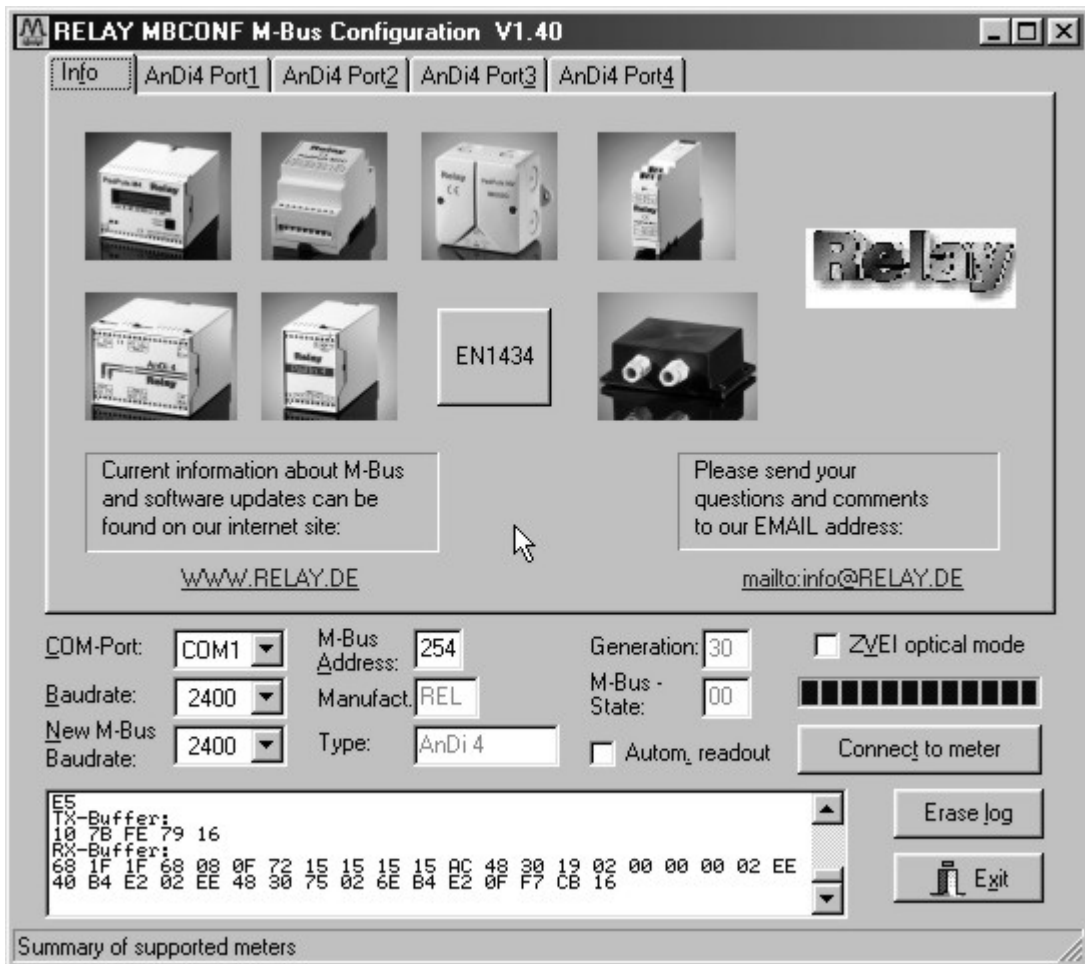 RELAY MBCONF M-Bus Configuration V1.40
Info AnDi4 Port1 AnDi4 Port2 AnDi4 Port3 AnDi4 Port4
Relay
AnDi 4
Relay
EN1434
Current information about M-Bus
and software updates can be
found on our internet site:
WWW.RELAY.DE
Please send your
questions and comments
to our EMAIL address:
mailto:info@RELAY.DE
COM-Port: COM1
Baudrate: 2400
New M-Bus
Baudrate: 2400
M-Bus
Address: 254
Manufact. REL
Type: AnDi 4
Generation: 30
M-Bus -
State: 00
Autom. readout
ZVEI optical mode
Connect to meter
E5
TX-Buffer:
10 7B FE 79 16
RX-Buffer:
68 1F 1F 68 08 0F 72 15 15 15 15 AC 48 30 19 02 00 00 00 02 EE
40 B4 E2 02 EE 48 30 75 02 6E B4 E2 0F F7 CB 16
Erase log
Exit
Summary of supported meters